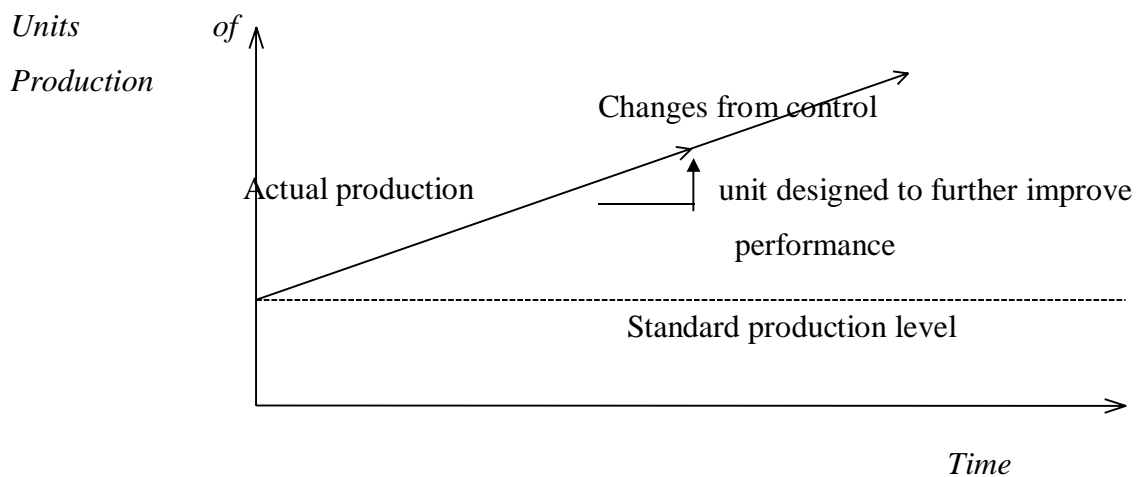 Units of
Production
Changes from control
Actual production
unit designed to further improve
performance
Standard production level
Time